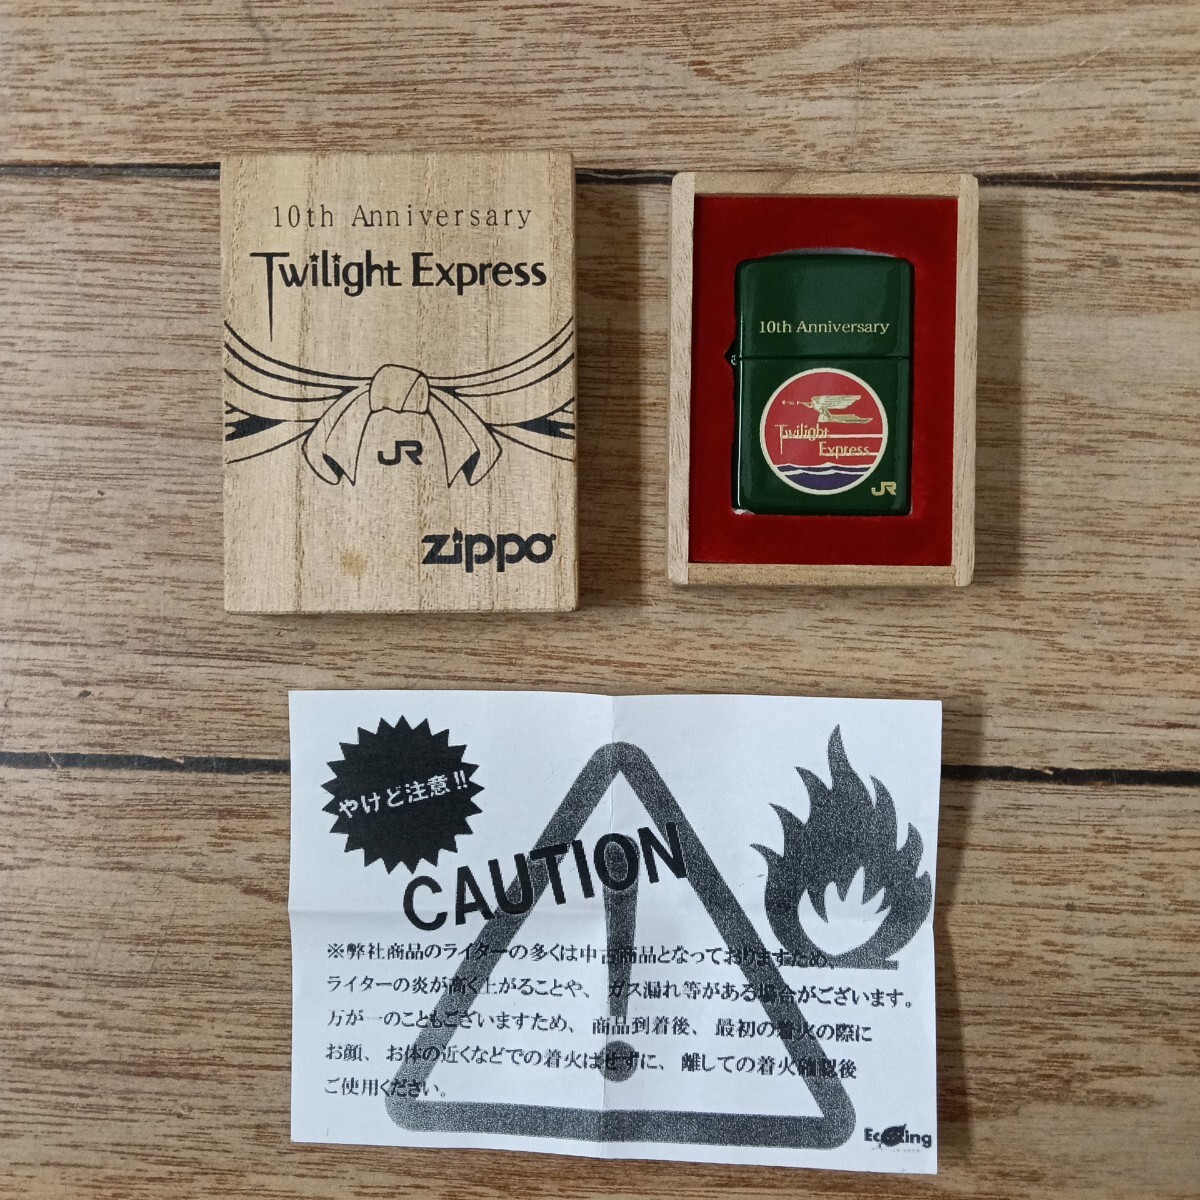 10th Anniversary
Twilight Express
JR
zippo
10th Anniversary
Twilight
Express
JR
やけど注意!!
CAUTION
※弊社商品のライターの多くは中古商品となっておりますため、
ライターの炎が高く上がることや、ガス漏れ等がある場合がございます。
万が一のこともございますため、商品到着後、最初の着火の際に
お顔、お体の近くなどでの着火はせずに、離しての着火確認後
ご使用ください。
EcoRing